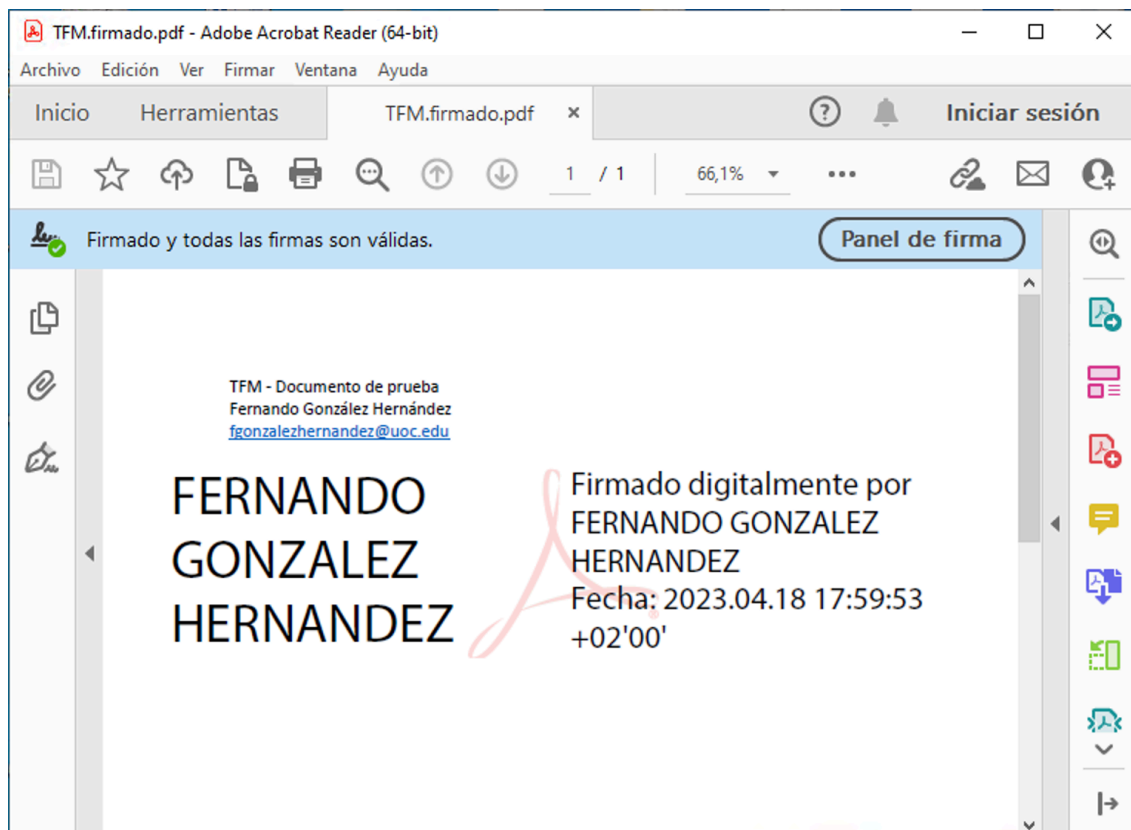 TFM.firmado.pdf - Adobe Acrobat Reader (64-bit)
Archivo Edición Ver Firmar Ventana Ayuda
Inicio Herramientas TFM.firmado.pdf × ? Iniciar sesión
1 / 1 66,1%
Firmado y todas las firmas son válidas. Panel de firma
TFM - Documento de prueba
Fernando González Hernández
fgonzalezhernandez@uoc.edu
FERNANDO
GONZALEZ
HERNANDEZ
Firmado digitalmente por
FERNANDO GONZALEZ
HERNANDEZ
Fecha: 2023.04.18 17:59:53
+02'00'